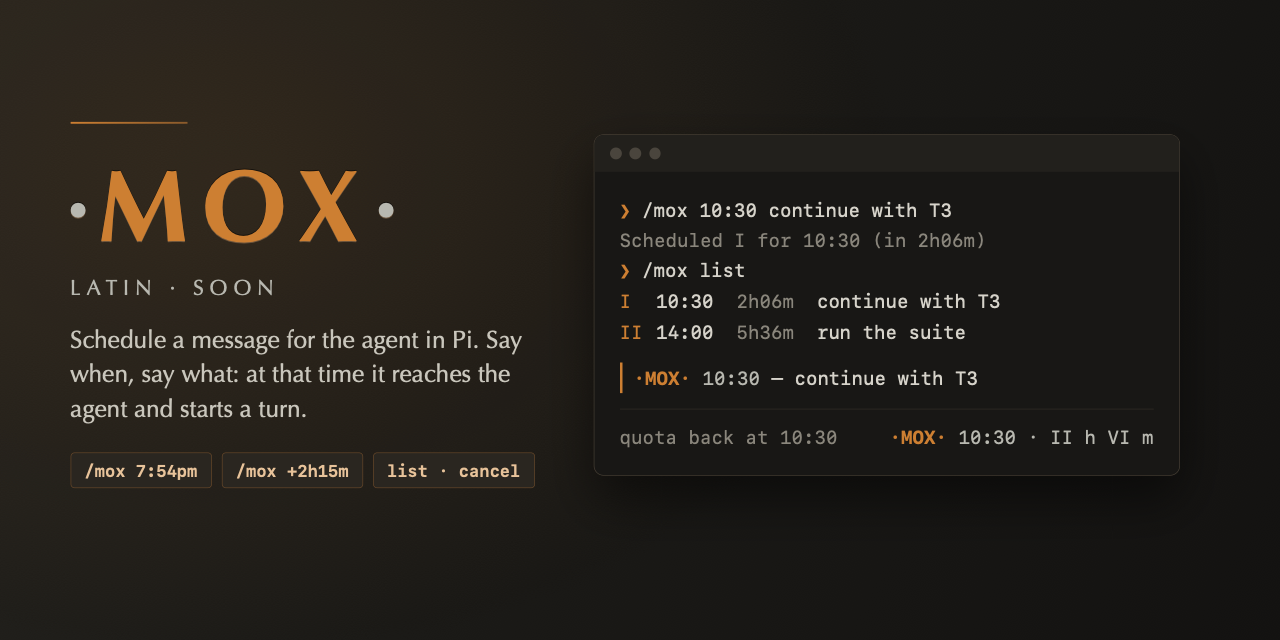 ·MOX·
LATIN · SOON
Schedule a message for the agent in Pi. Say
when, say what: at that time it reaches the
agent and starts a turn.
/mox 7:54pm /mox +2h15m list · cancel
❯ /mox 10:30 continue with T3
Scheduled I for 10:30 (in 2h06m)
❯ /mox list
I 10:30 2h06m continue with T3
II 14:00 5h36m run the suite
·MOX· 10:30 — continue with T3
quota back at 10:30 ·MOX· 10:30 · II h VI m